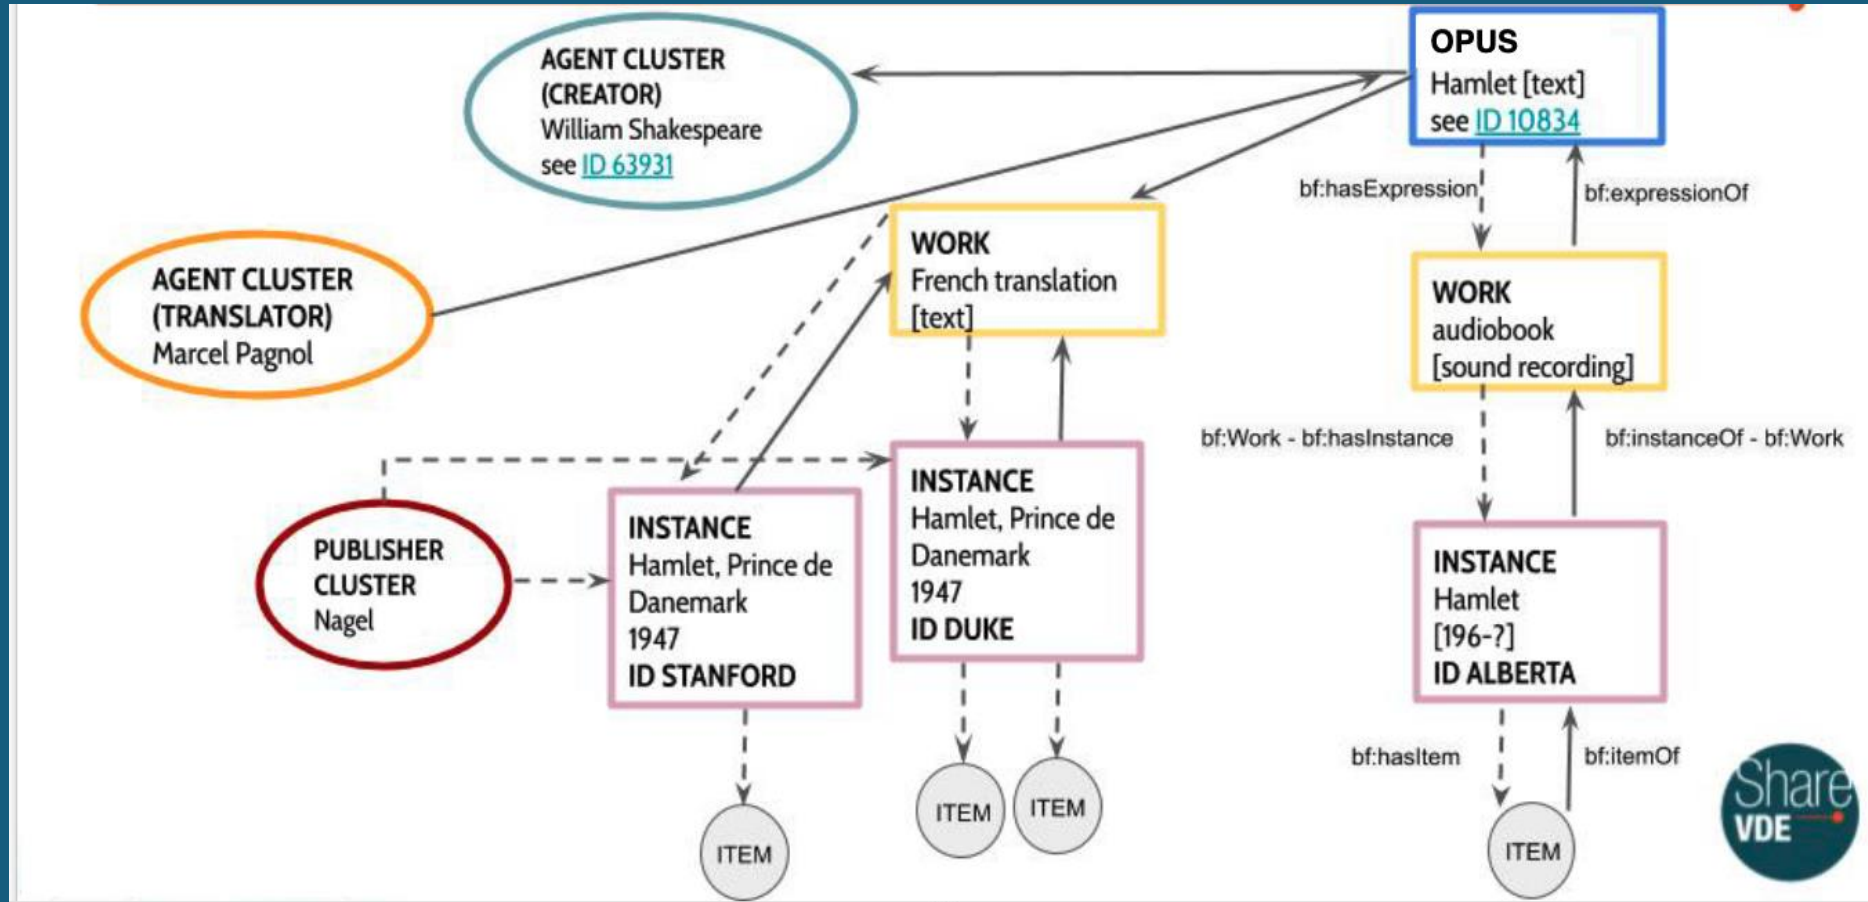 AGENT CLUSTER
(CREATOR)
William Shakespeare
see ID 63931
OPUS
Hamlet [text]
see ID 10834
bf:hasExpression
bf:expressionOf
AGENT CLUSTER
(TRANSLATOR)
Marcel Pagnol
WORK
French translation
[text]
WORK
audiobook
[sound recording]
bf:Work - bf:hasInstance
bf:instanceOf - bf:Work
PUBLISHER
CLUSTER
Nagel
INSTANCE
Hamlet, Prince de
Danemark
1947
ID STANFORD
INSTANCE
Hamlet, Prince de
Danemark
1947
ID DUKE
INSTANCE
Hamlet
[196-?]
ID ALBERTA
bf:hasItem
bf:itemOf
ITEM
ITEM
ITEM
ITEM
Share
VDE